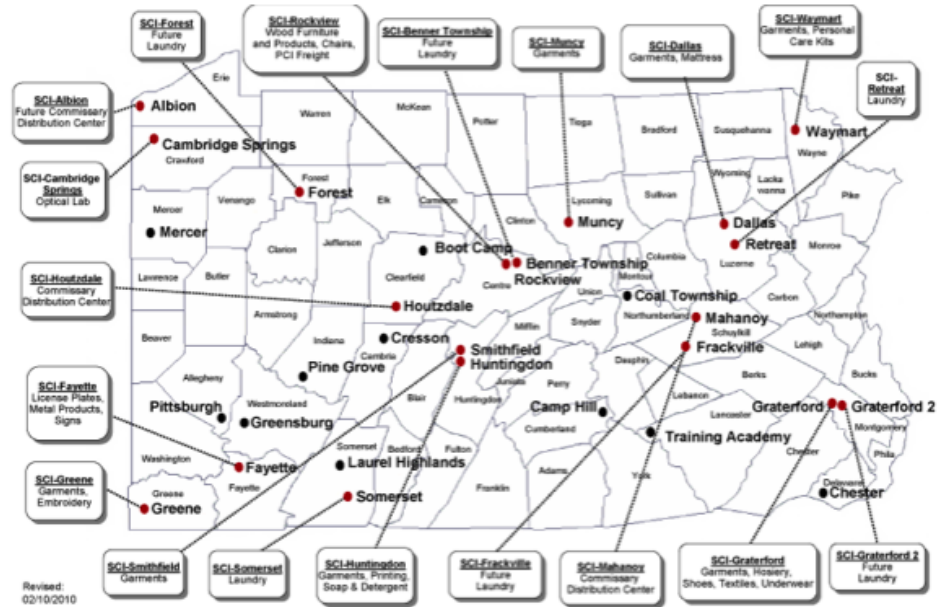 SCI-Forest
Future
Laundry
SCI-Rockview
Wood Furniture
and Products, Chairs,
PCI Freight
SCI-Benner Township
Future
Laundry
SCI-Muncy
Garments
SCI-Dallas
Garments, Mattress
SCI-Waymart
Garments, Personal
Care Kits
SCI-
Retreat
Laundry
SCI-Albion
Future Commissary
Distribution Center
SCI-Cambridge
Springs
Optical Lab
SCI-Houtzdale
Commissary
Distribution Center
SCI-Fayette
License Plates,
Metal Products,
Signs
SCI-Greene
Garments,
Embroidery
Erie
Albion
Cambridge Springs
Crawford
Warren
McKean
Potter
Tioga
Bradford
Susquehanna
Waymart
Wayne
Wyoming
Lacka
wanna
Pike
Forest
Forest
Mercer
Mercer
Venango
Elk
Cameron
Clinton
Lycoming
Muncy
Sullivan
Dallas
Retreat
Luzerne
Monroe
Clarion
Jefferson
Boot Camp
Clearfield
Benner Township
Rockview
Centre
Union
Montour
Columbia
Carbon
Lawrence
Butler
Houtzdale
Coal Township
Northumberland
Mahanoy
Schuylkill
Northampton
Armstrong
Beaver
Indiana
Cresson
Cambria
Smithfield
Huntingdon
Mifflin
Snyder
Frackville
Lehigh
Allegheny
Pine Grove
Blair
Huntingdon
Juniata
Perry
Dauphin
Lebanon
Berks
Bucks
Pittsburgh
Westmoreland
Greensburg
Camp Hill
Cumberland
Lancaster
Graterford
Graterford 2
Montgomery
Training Academy
Chester
Phila
Washington
Fayette
Fayette
Somerset
Laurel Highlands
Bedford
Fulton
Franklin
Adams
York
Delaware
Chester
Greene
Greene
Somerset
SCI-Smithfield
Garments
SCI-Somerset
Laundry
SCI-Huntingdon
Garments, Printing,
Soap & Detergent
SCI-Frackville
Future
Laundry
SCI-Mahanoy
Commissary
Distribution Center
SCI-Graterford
Garments, Hosiery,
Shoes, Textiles, Underwear
SCI-Graterford 2
Future
Laundry
Revised:
02/10/2010